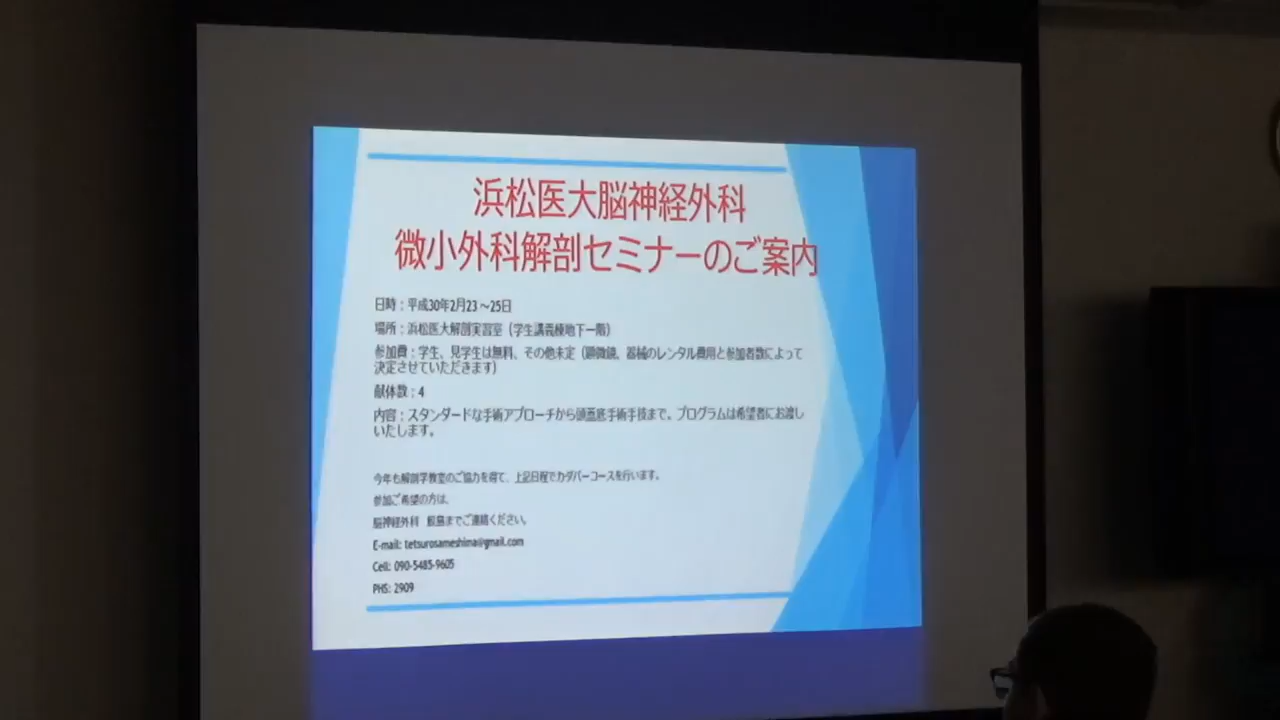 浜松医大脳神経外科
微小外科解剖セミナーのご案内
日時：平成30年2月23～25日
場所：浜松医大解剖実習室（学生講義棟地下一階）
参加費：学生、見学生は無料、その他未定（顕微鏡、器械のレンタル費用と参加者数によって
決定させていただきます）
献体数：4
内容：スタンダードな手術アプローチから頭蓋底手術手技まで。プログラムは希望者にお渡し
いたします。
今年も解剖学教室のご協力を得て、上記日程でカダバーコースを行います。
参加ご希望の方は、
脳神経外科　鮫島までご連絡ください。
E-mail: tetsurosameshima@gmail.com
Cell: 090-5485-9605
PHS: 2909